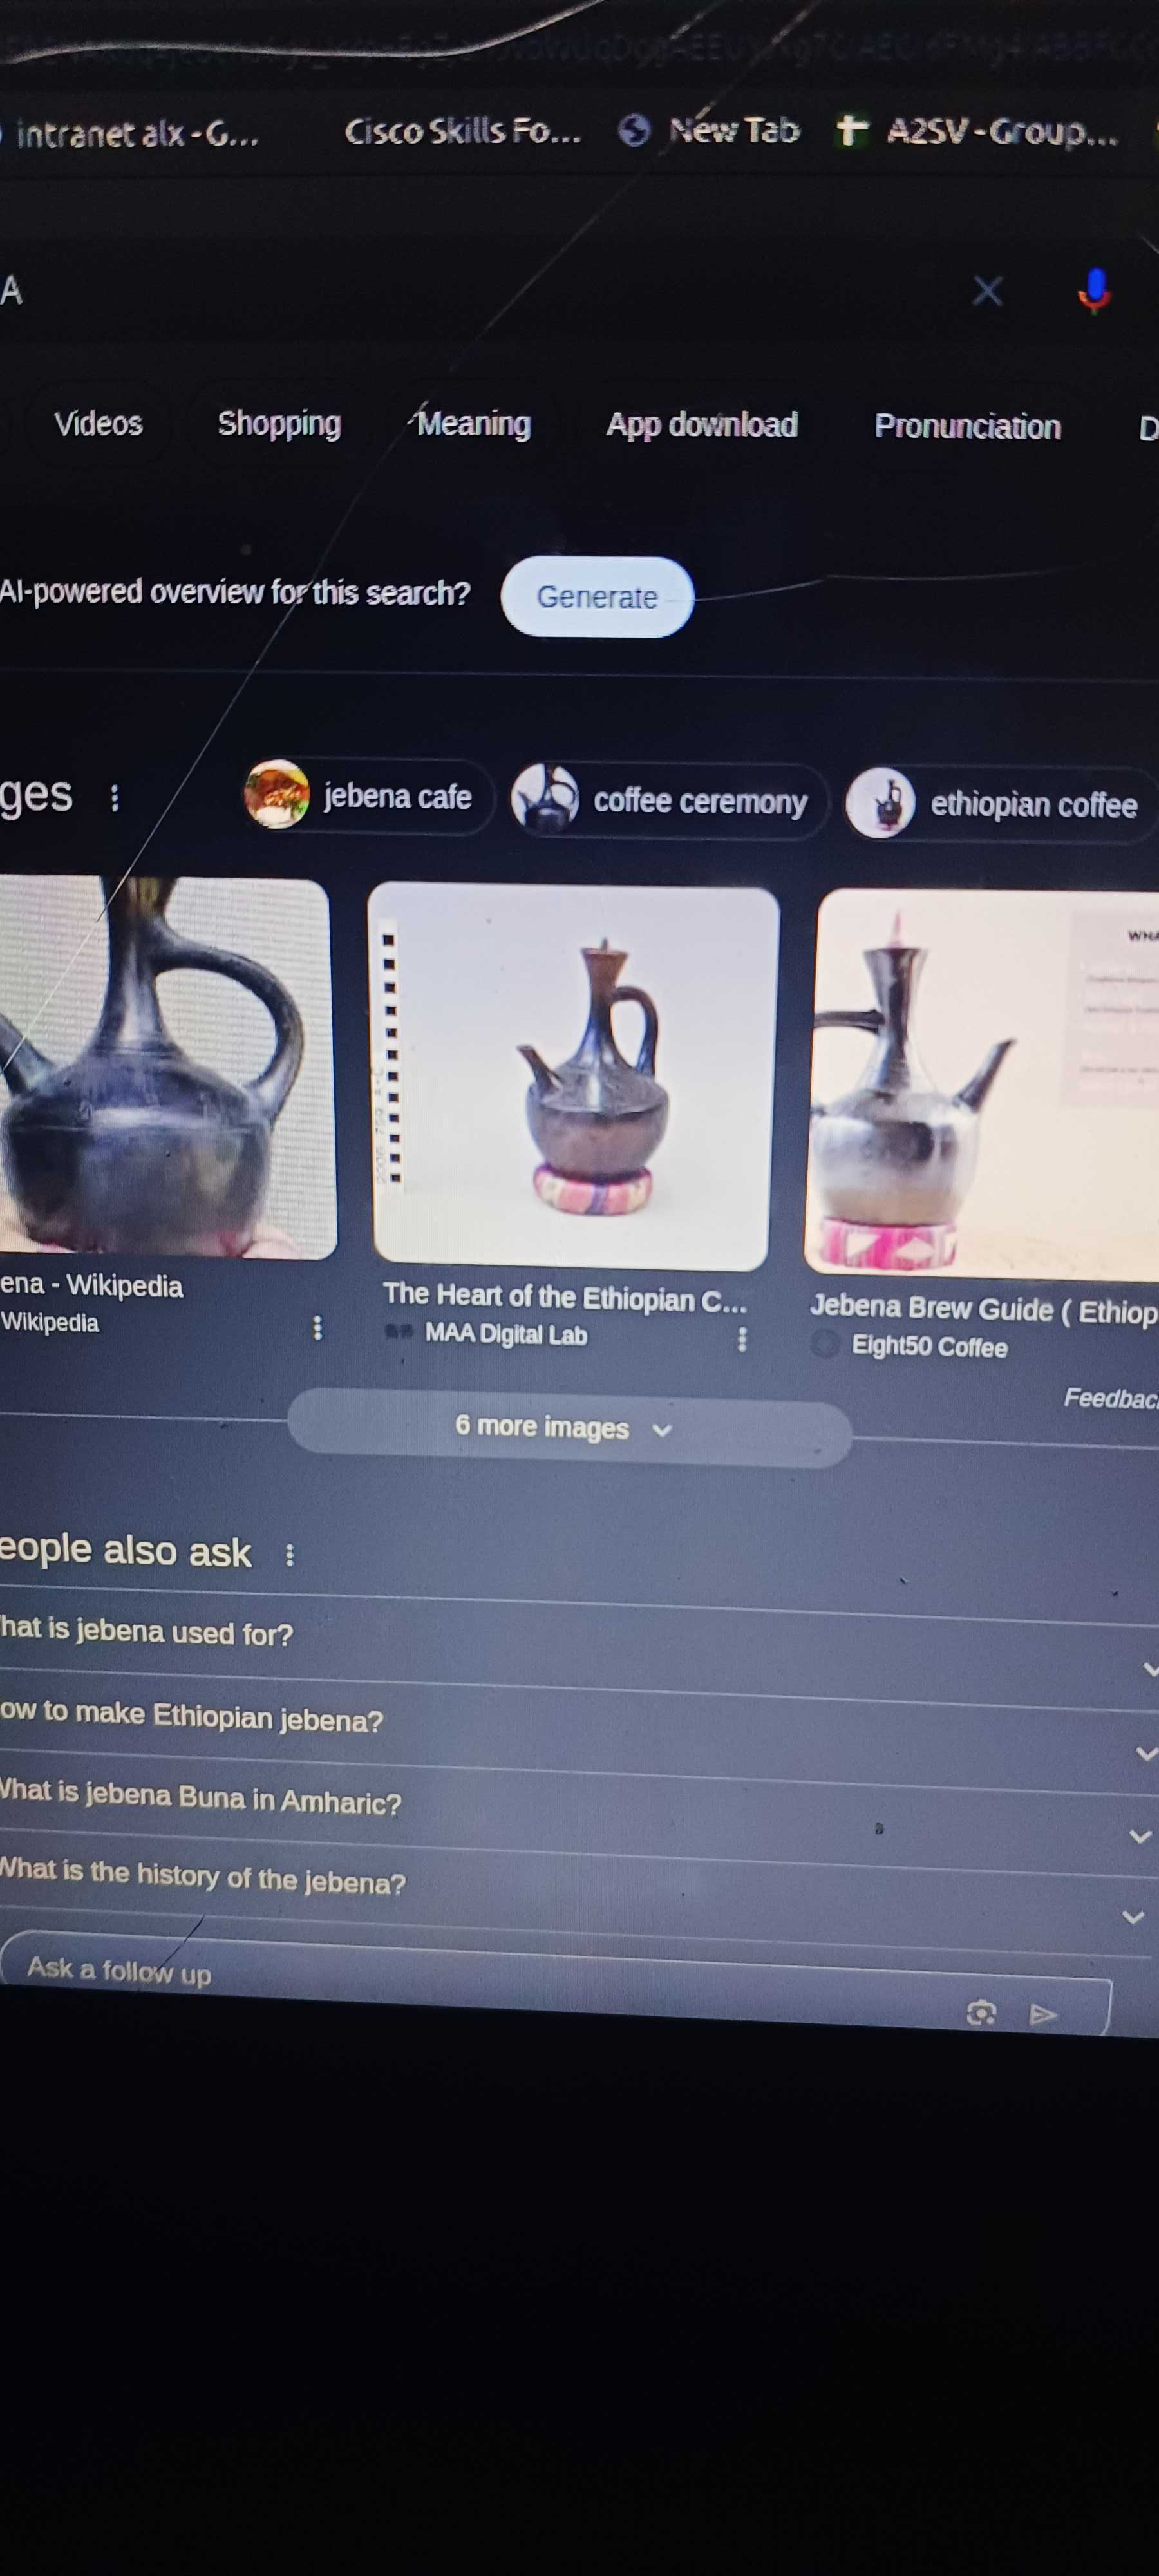 intranet alx - G... Cisco Skills Fo... New Tab A2SV - Group...
A
Videos Shopping Meaning App download Pronunciation D
AI-powered overview for this search? Generate
ges jebena cafe coffee ceremony ethiopian coffee
WHA
ena - Wikipedia
Wikipedia
The Heart of the Ethiopian C...
MAA Digital Lab
Jebena Brew Guide ( Ethiop
Eight50 Coffee
Feedbac
6 more images
eople also ask
hat is jebena used for?
ow to make Ethiopian jebena?
What is jebena Buna in Amharic?
What is the history of the jebena?
Ask a follow up